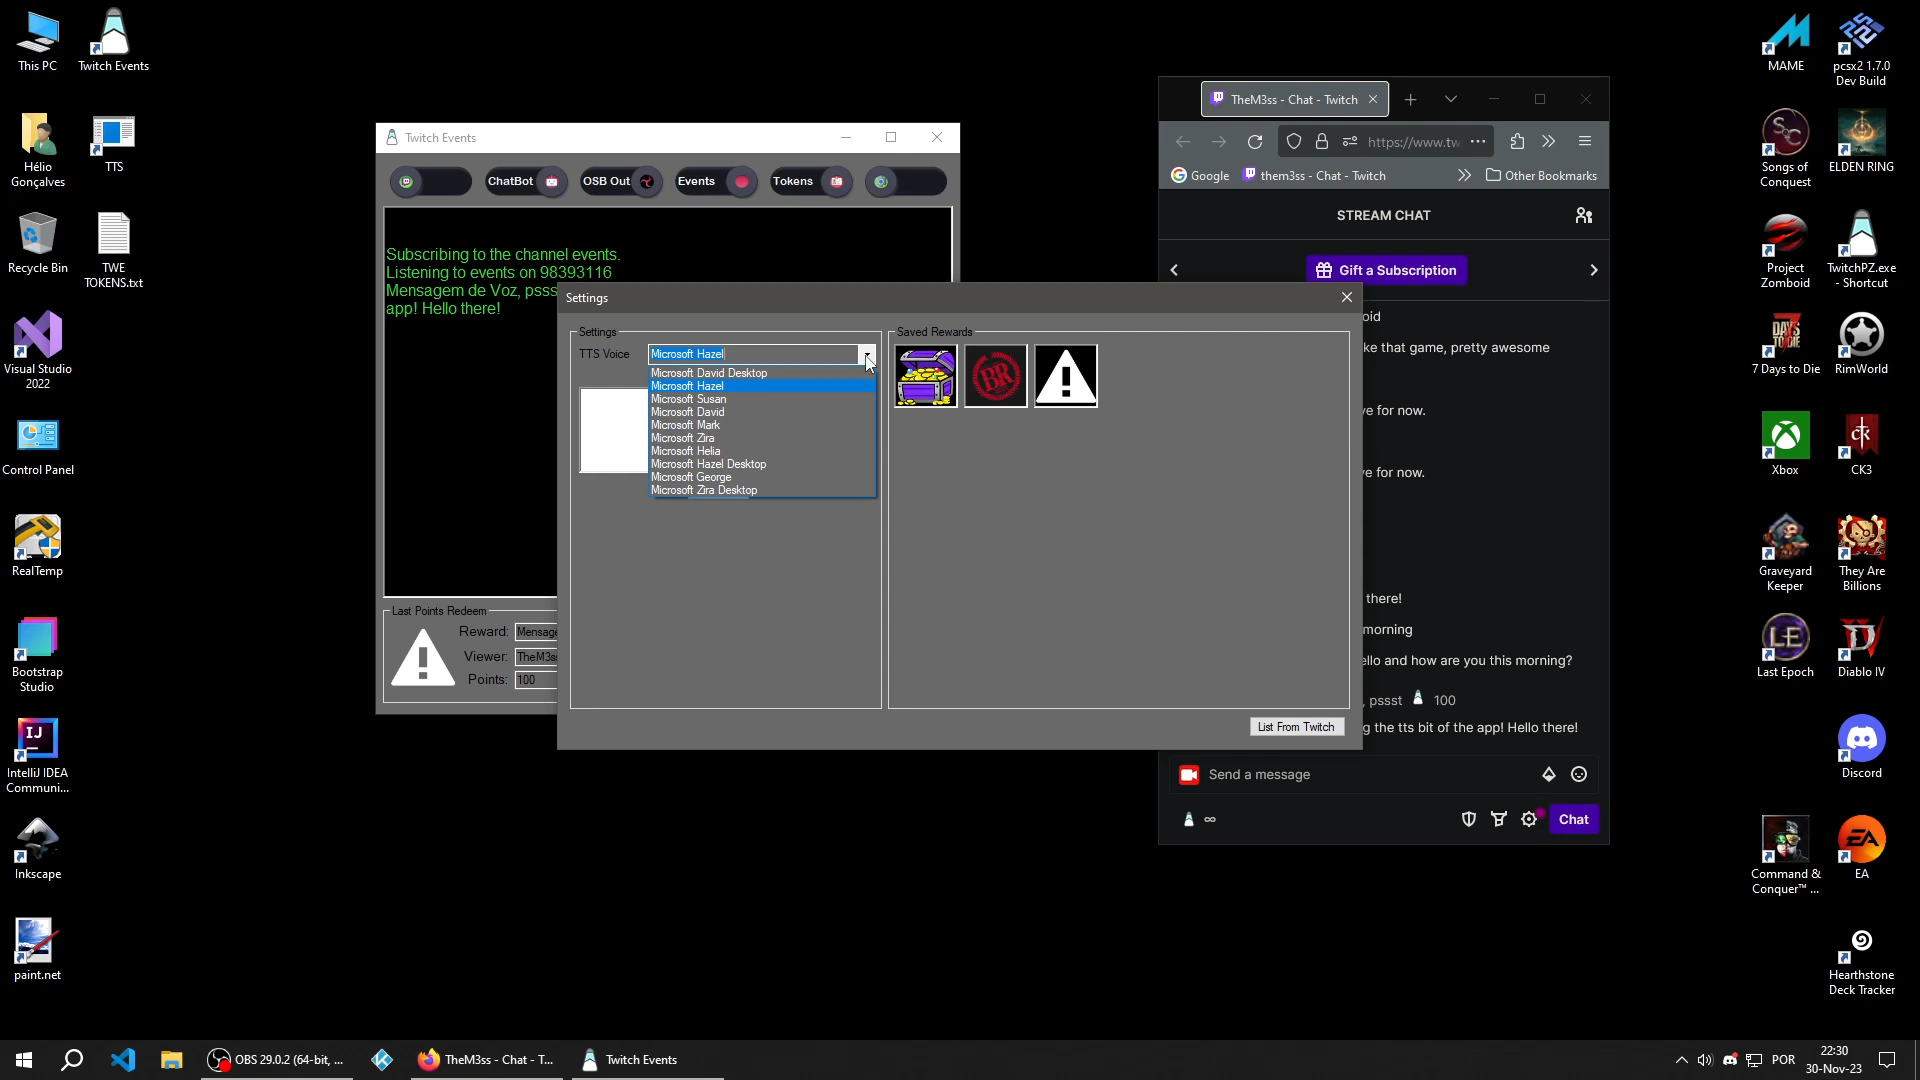 This PC
Twitch Events
Hélio
Gonçalves
TTS
Recycle Bin
TWE
TOKENS.txt
Visual Studio
2022
Control Panel
RealTemp
Bootstrap
Studio
IJ
IntelliJ IDEA
Communi...
Inkscape
paint.net
Twitch Events
ChatBot
OSB Out
Events
Tokens
Subscribing to the channel events.
Listening to events on 98393116
Mensagem de Voz, psss
app! Hello there!
Last Points Redeem
Reward:
Mensage
Viewer:
TheM3ss
Points:
100
Settings
Settings
TTS Voice
Microsoft Hazel
Microsoft David Desktop
Microsoft Hazel
Microsoft Susan
Microsoft David
Microsoft Mark
Microsoft Zira
Microsoft Helia
Microsoft Hazel Desktop
Microsoft George
Microsoft Zira Desktop
Saved Rewards
BR
List From Twitch
TheM3ss - Chat - Twitch
https://www.tw
Google
them3ss - Chat - Twitch
Other Bookmarks
STREAM CHAT
Gift a Subscription
oid
ke that game, pretty awesome
e for now.
e for now.
there!
morning
ello and how are you this morning?
, pssst
100
g the tts bit of the app! Hello there!
Send a message
∞
Chat
MAME
pcsx2 1.7.0
Dev Build
Songs of
Conquest
ELDEN RING
Project
Zomboid
TwitchPZ.exe
- Shortcut
7 Days to Die
RimWorld
Xbox
CK3
Graveyard
Keeper
They Are
Billions
LE
Last Epoch
Diablo IV
Discord
Command &
Conquer™ ...
EA
EA
Hearthstone
Deck Tracker
OBS 29.0.2 (64-bit, ...
TheM3ss - Chat - T...
Twitch Events
POR
22:30
30-Nov-23